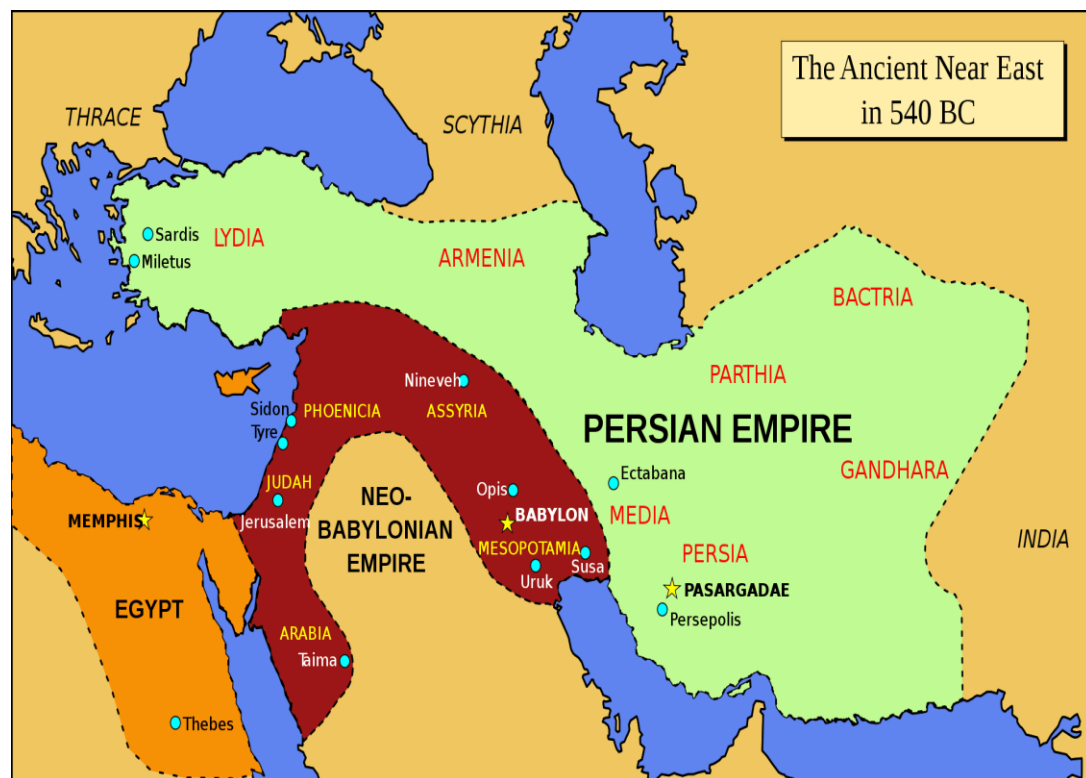 The Ancient Near East
in 540 BC
THRACE
SCYTHIA
Sardis
LYDIA
Miletus
ARMENIA
BACTRIA
Nineveh
PARTHIA
Sidon
PHOENICIA
ASSYRIA
Tyre
PERSIAN EMPIRE
GANDHARA
Ectabana
JUDAH
Opis
Jerusalem
NEO-
BABYLONIAN
EMPIRE
MEMPHIS
BABYLON
MEDIA
MESOPOTAMIA
PERSIA
INDIA
Susa
Uruk
PASARGADAE
EGYPT
Persepolis
ARABIA
Taima
Thebes